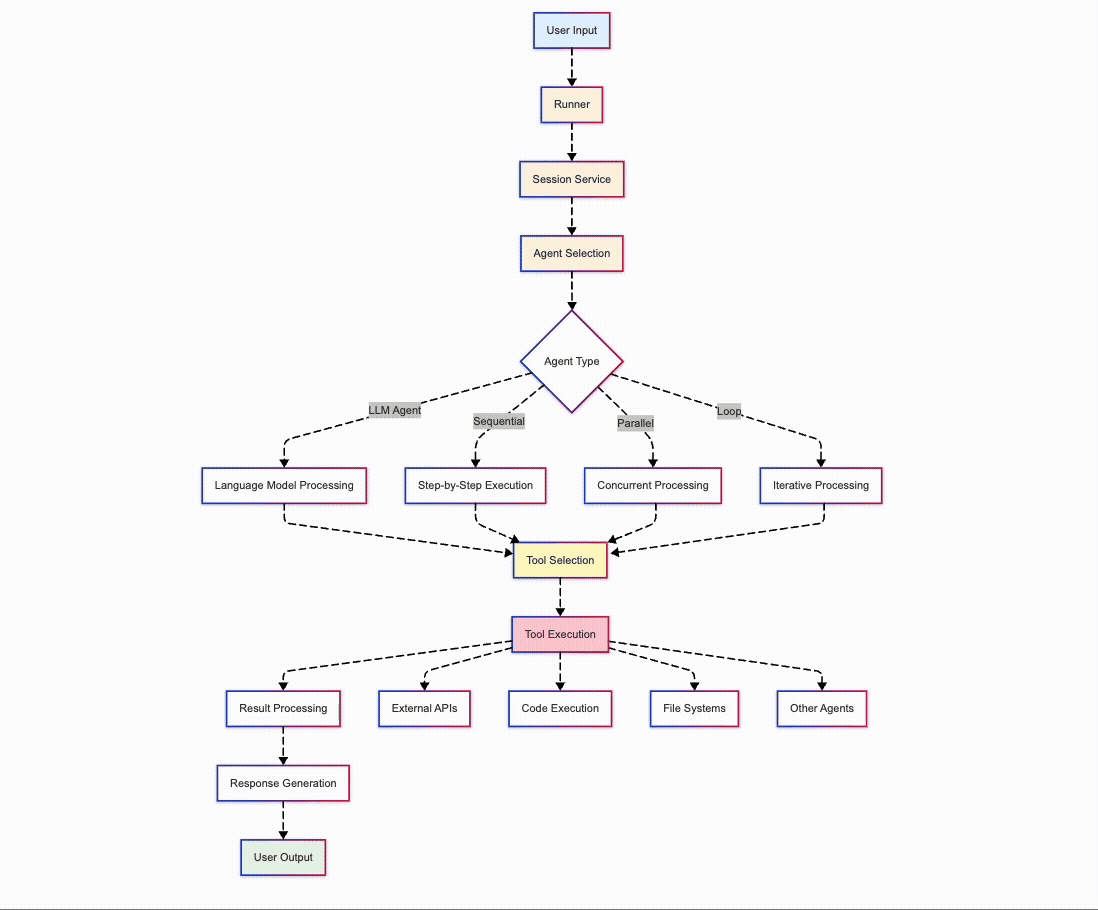 User Input
Runner
Session Service
Agent Selection
Agent Type
LLM Agent
Sequential
Parallel
Loop
Language Model Processing
Step-by-Step Execution
Concurrent Processing
Iterative Processing
Tool Selection
Tool Execution
Result Processing
External APIs
Code Execution
File Systems
Other Agents
Response Generation
User Output